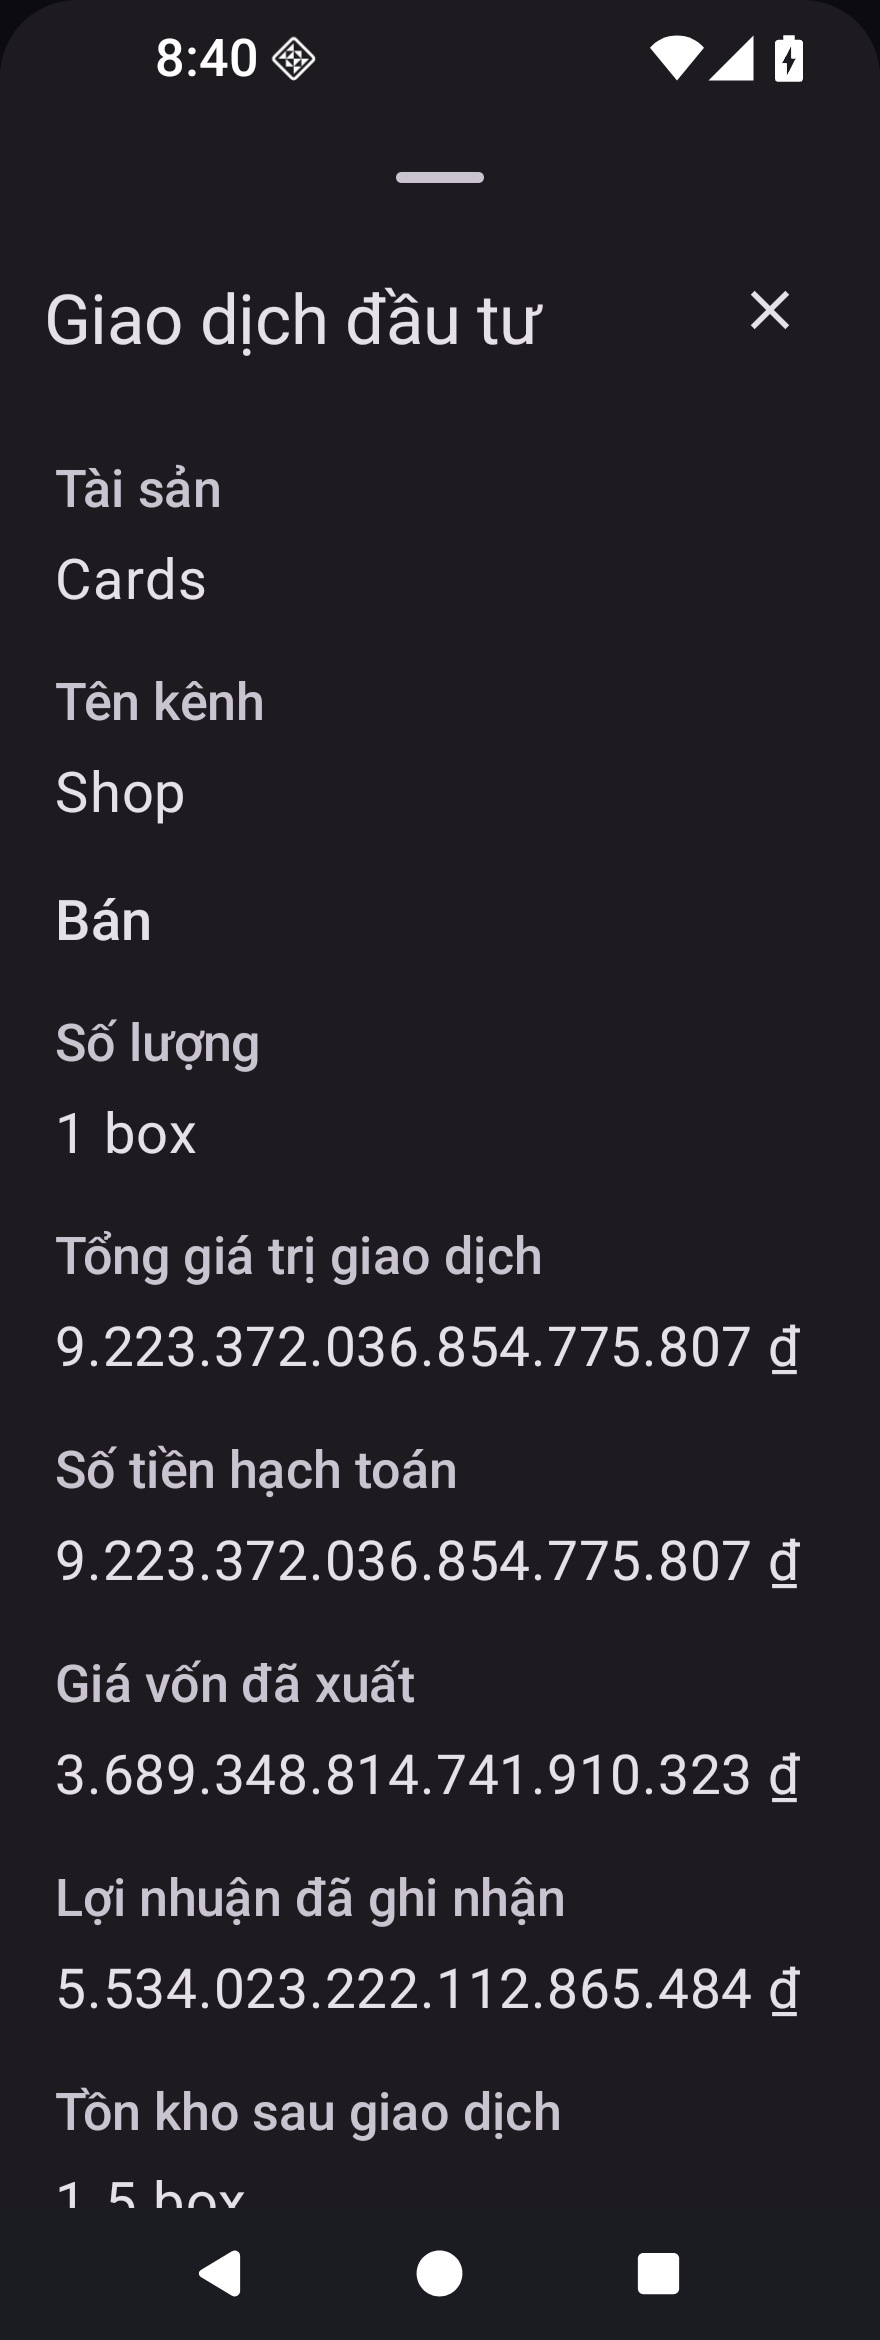 8:40
Giao dịch đầu tư
Tài sản
Cards
Tên kênh
Shop
Bán
Số lượng
1 box
Tổng giá trị giao dịch
9.223.372.036.854.775.807 ₫
Số tiền hạch toán
9.223.372.036.854.775.807 ₫
Giá vốn đã xuất
3.689.348.814.741.910.323 ₫
Lợi nhuận đã ghi nhận
5.534.023.222.112.865.484 ₫
Tồn kho sau giao dịch